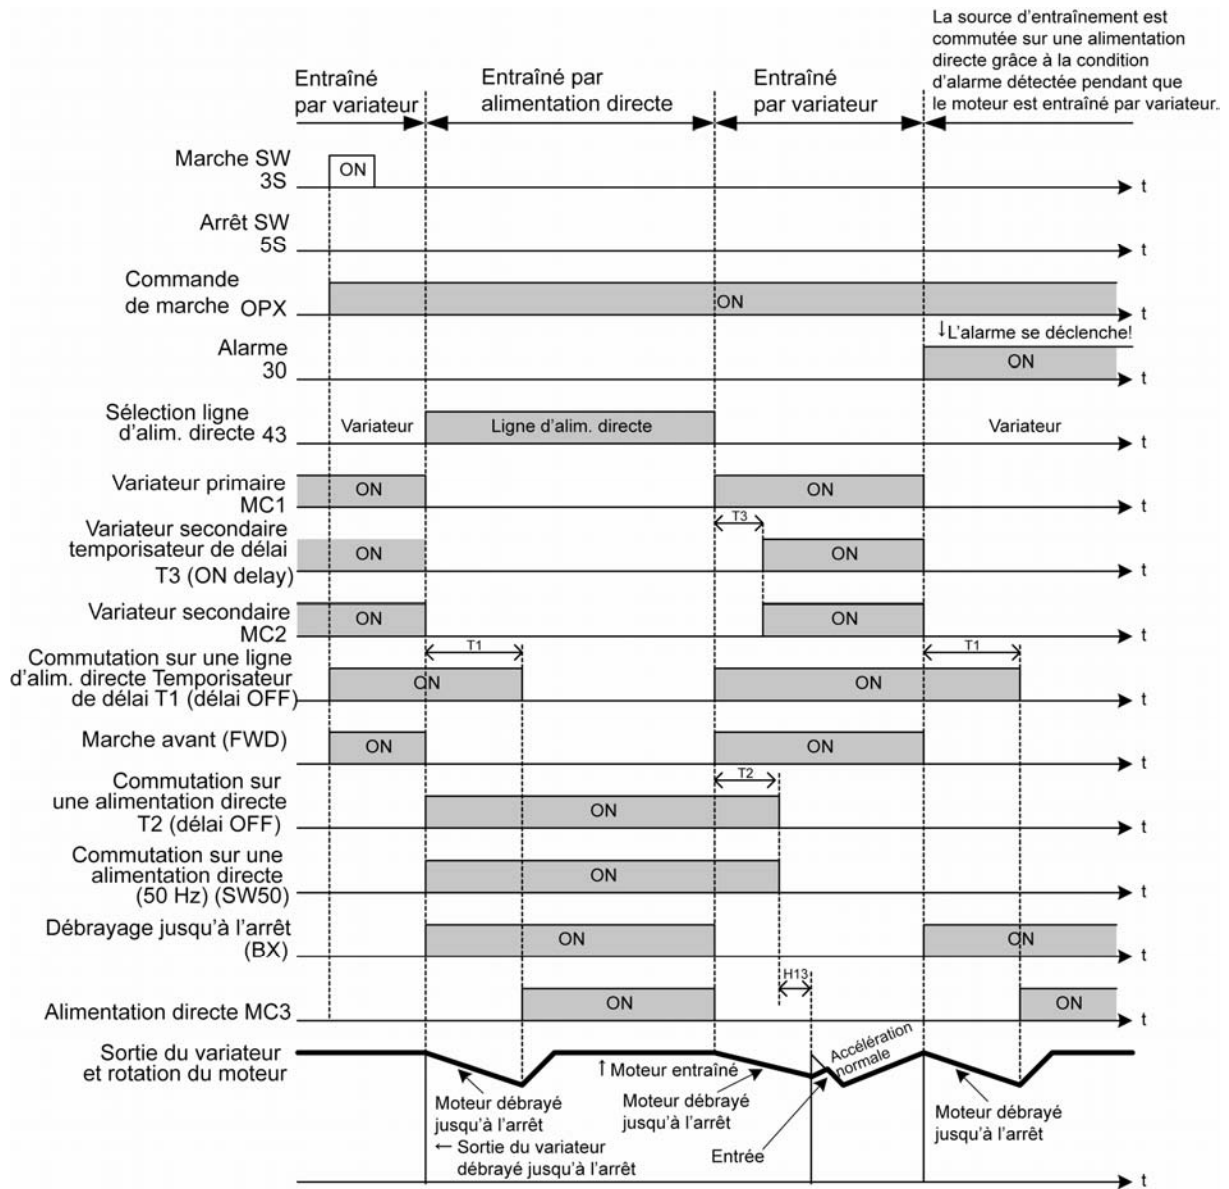 La source d'entraînement est
commutée sur une alimentation
directe grâce à la condition
d'alarme détectée pendant que
le moteur est entraîné par variateur.
Entraîné
par variateur
Entraîné par
alimentation directe
Entraîné
par variateur
Marche SW
3S
ON
t
Arrêt SW
5S
t
Commande
de marche OPX
ON
t
↓L'alarme se déclenche!
Alarme
30
ON
t
Sélection ligne
d'alim. directe 43
Variateur
Ligne d'alim. directe
Variateur
t
Variateur primaire
MC1
ON
ON
t
T3
Variateur secondaire
temporisateur de délai
T3 (ON delay)
ON
ON
t
Variateur secondaire
MC2
ON
ON
t
T1
T1
Commutation sur une ligne
d'alim. directe Temporisateur
de délai T1 (délai OFF)
ON
ON
t
Marche avant (FWD)
ON
ON
t
T2
Commutation sur
une alimentation directe
T2 (délai OFF)
ON
t
Commutation sur une
alimentation directe
(50 Hz) (SW50)
ON
t
Débrayage jusqu'à l'arrêt
(BX)
ON
ON
t
H13
Alimentation directe MC3
ON
ON
t
Sortie du variateur
et rotation du moteur
↑ Moteur entraîné
Accélération
normale
Moteur débrayé
jusqu'à l'arrêt
← Sortie du variateur
débrayé jusqu'à l'arrêt
Moteur débrayé
jusqu'à l'arrêt
Entrée
Moteur débrayé
jusqu'à l'arrêt
t